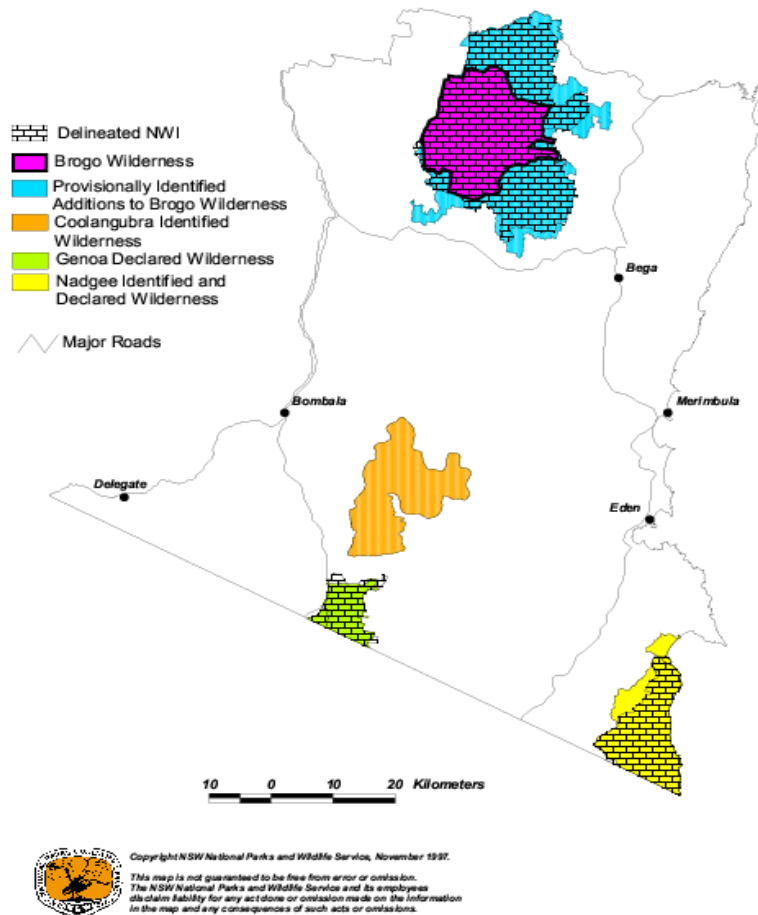 Delineated NWI
Brogo Wilderness
Provisionally Identified
Additions to Brogo Wilderness
Coolangubra Identified
Wilderness
Genoa Declared Wilderness
Nadgee Identified and
Declared Wilderness
Major Roads
Bega
Bombala
Merimbula
Delegate
Eden
10 0 10 20 Kilometers
Copyright NSW National Parks and Wildlife Service, November 1997.
This map is not guaranteed to be free from error or omission.
The NSW National Parks and Wildlife Service and its employees
disclaim liability for any act done or omission made on the information
in the map and any consequences of such acts or omissions.